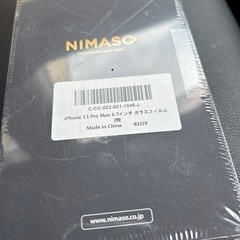 NIMASO
C-CC-002-001-1245-J
iPhone 13 Pro Max 6.7インチ ガラスフィルム
2枚
Made in China B3J29
www.nimaso.co.jp